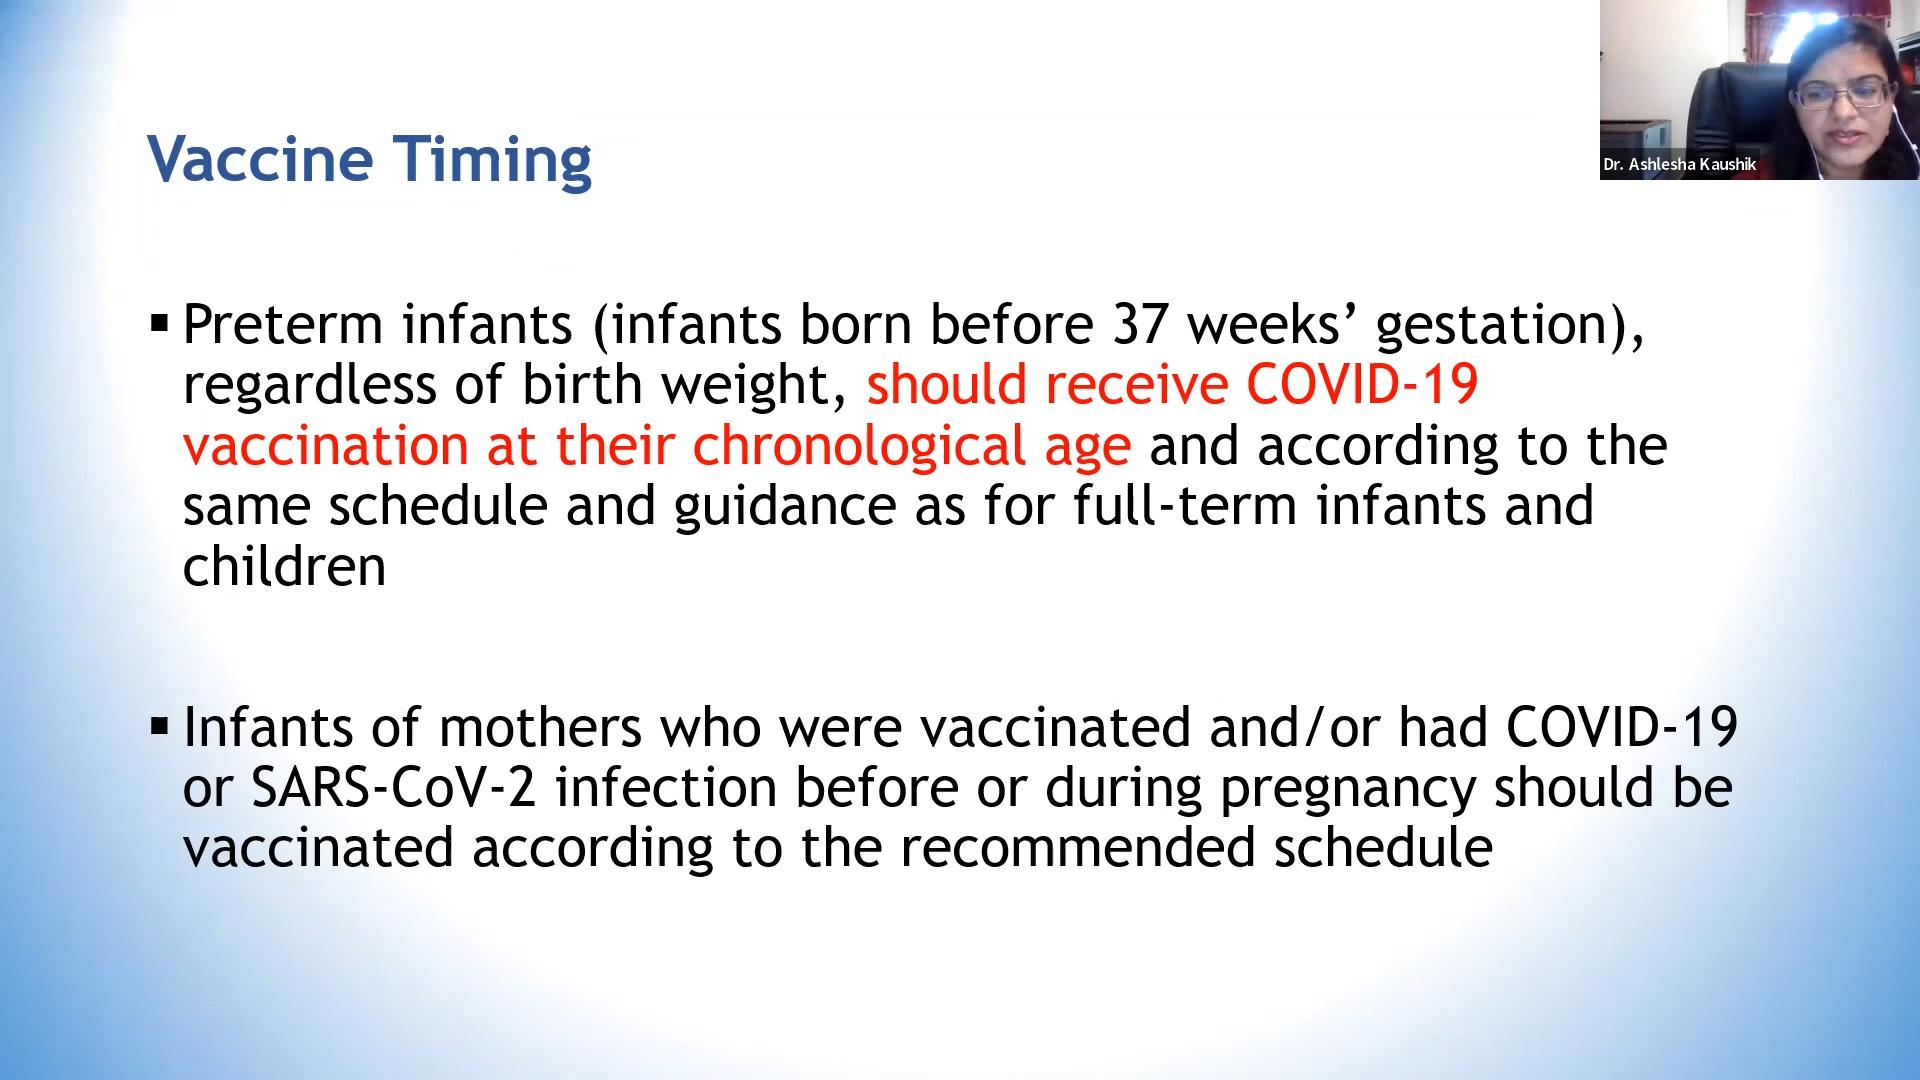 Dr. Ashlesha Kaushik
Vaccine Timing
▪ Preterm infants (infants born before 37 weeks’ gestation),
regardless of birth weight, should receive COVID-19
vaccination at their chronological age and according to the
same schedule and guidance as for full-term infants and
children
▪ Infants of mothers who were vaccinated and/or had COVID-19
or SARS-CoV-2 infection before or during pregnancy should be
vaccinated according to the recommended schedule